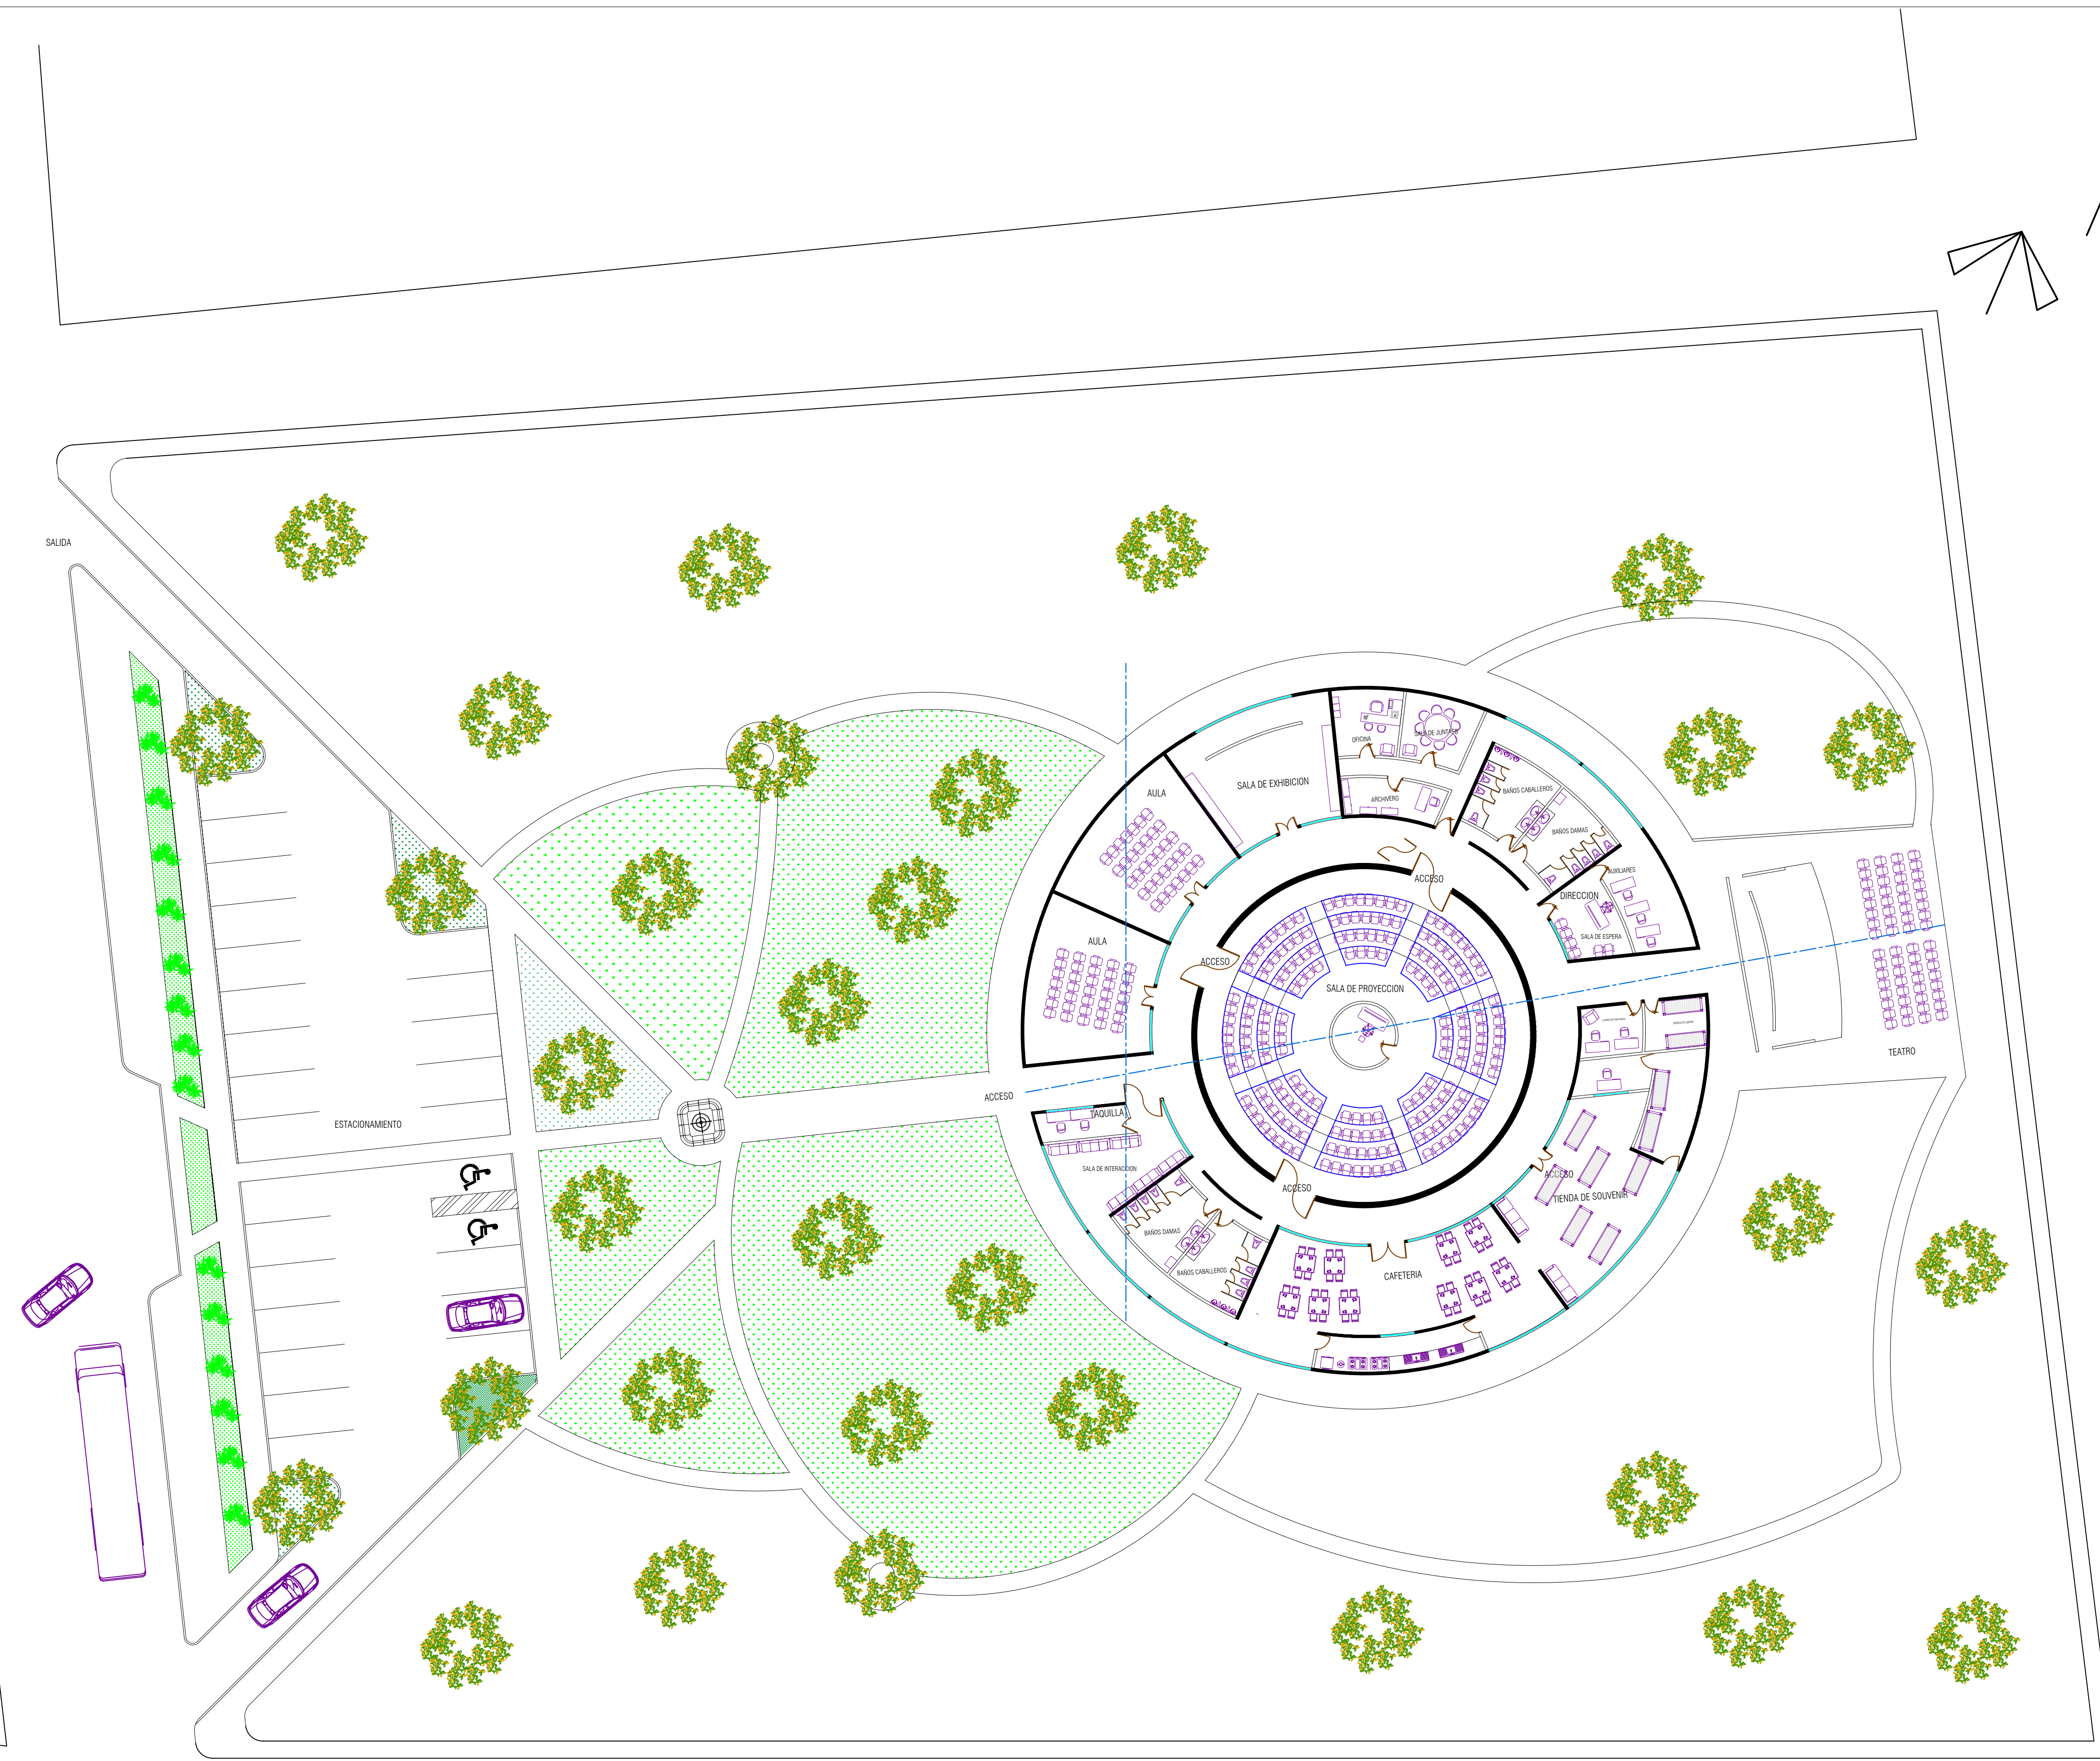 SALIDA
OFICINA
SALA DE JUNTAS
SALA DE EXHIBICION
AULA
ARCHIVERO
BAÑOS CABALLEROS
BAÑOS DAMAS
AUXILIARES
ACCESO
DIRECCION
SALA DE ESPERA
AULA
ACCESO
SALA DE PROYECCION
TEATRO
ACCESO
TAQUILLA
ESTACIONAMIENTO
SALA DE INTERACCION
ACCESO
ACCESO
TIENDA DE SOUVENIR
BAÑOS DAMAS
BAÑOS CABALLEROS
CAFETERIA